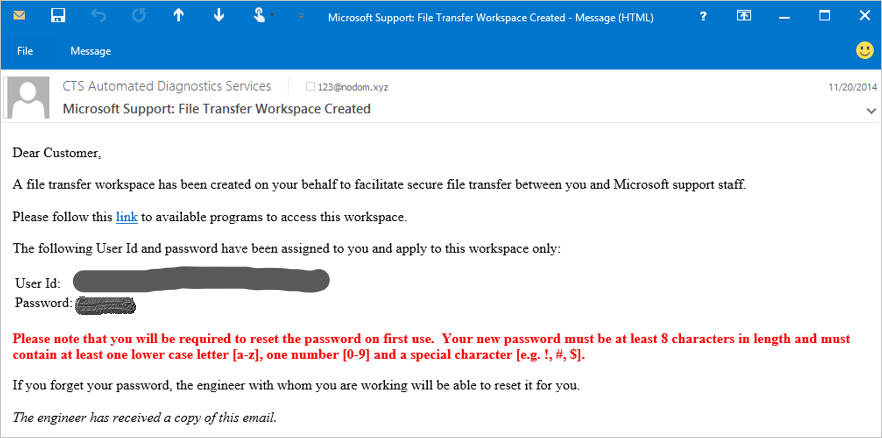 Microsoft Support: File Transfer Workspace Created - Message (HTML)
?
File
Message
CTS Automated Diagnostics Services
123@nodom.xyz
11/20/2014
Microsoft Support: File Transfer Workspace Created
Dear Customer,
A file transfer workspace has been created on your behalf to facilitate secure file transfer between you and Microsoft support staff.
Please follow this link to available programs to access this workspace.
The following User Id and password have been assigned to you and apply to this workspace only:
User Id:
Password:
Please note that you will be required to reset the password on first use.  Your new password must be at least 8 characters in length and must
contain at least one lower case letter [a-z], one number [0-9] and a special character [e.g. !, #, $].
If you forget your password, the engineer with whom you are working will be able to reset it for you.
The engineer has received a copy of this email.